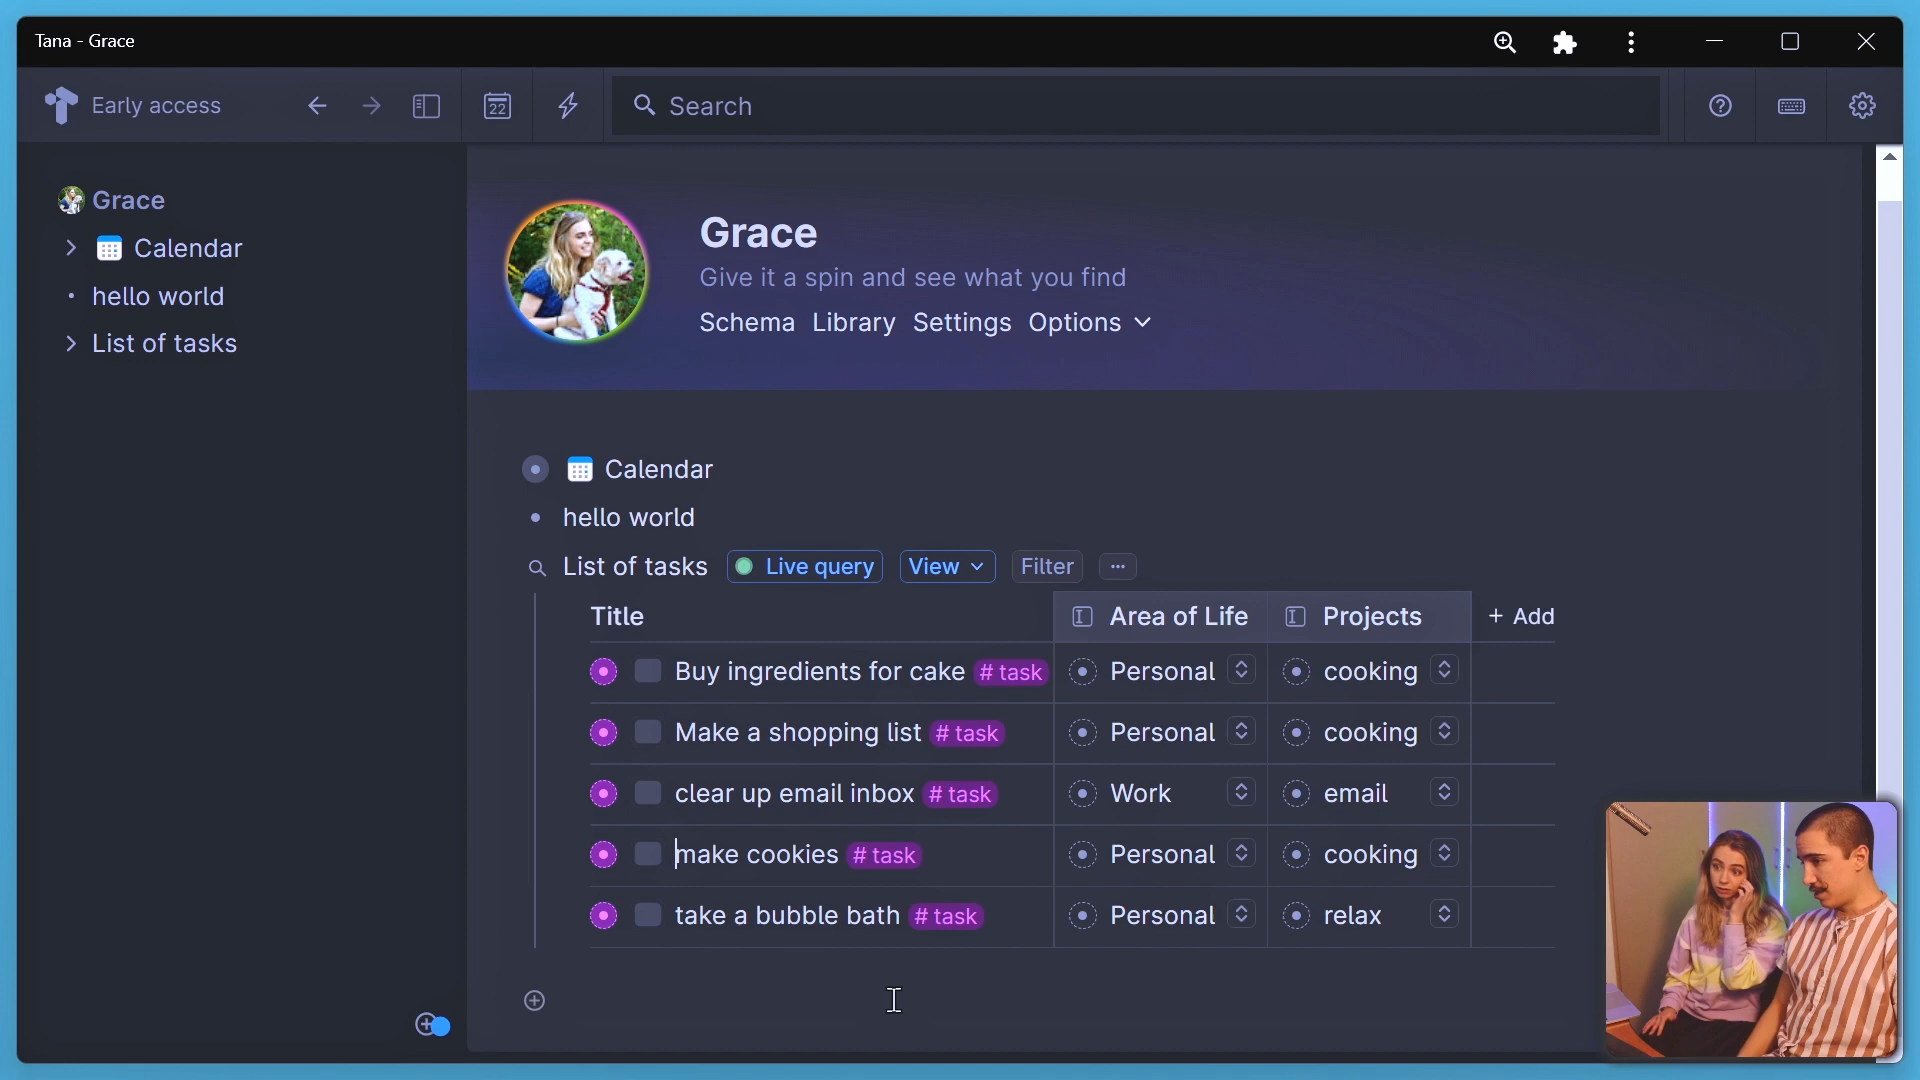 Tana - Grace
Early access
22
Search
Grace
Calendar
hello world
List of tasks
Grace
Give it a spin and see what you find
Schema Library Settings Options
Calendar
hello world
List of tasks Live query View Filter ...
Title Area of Life Projects + Add
Buy ingredients for cake # task Personal cooking
Make a shopping list # task Personal cooking
clear up email inbox # task Work email
make cookies # task Personal cooking
take a bubble bath # task Personal relax